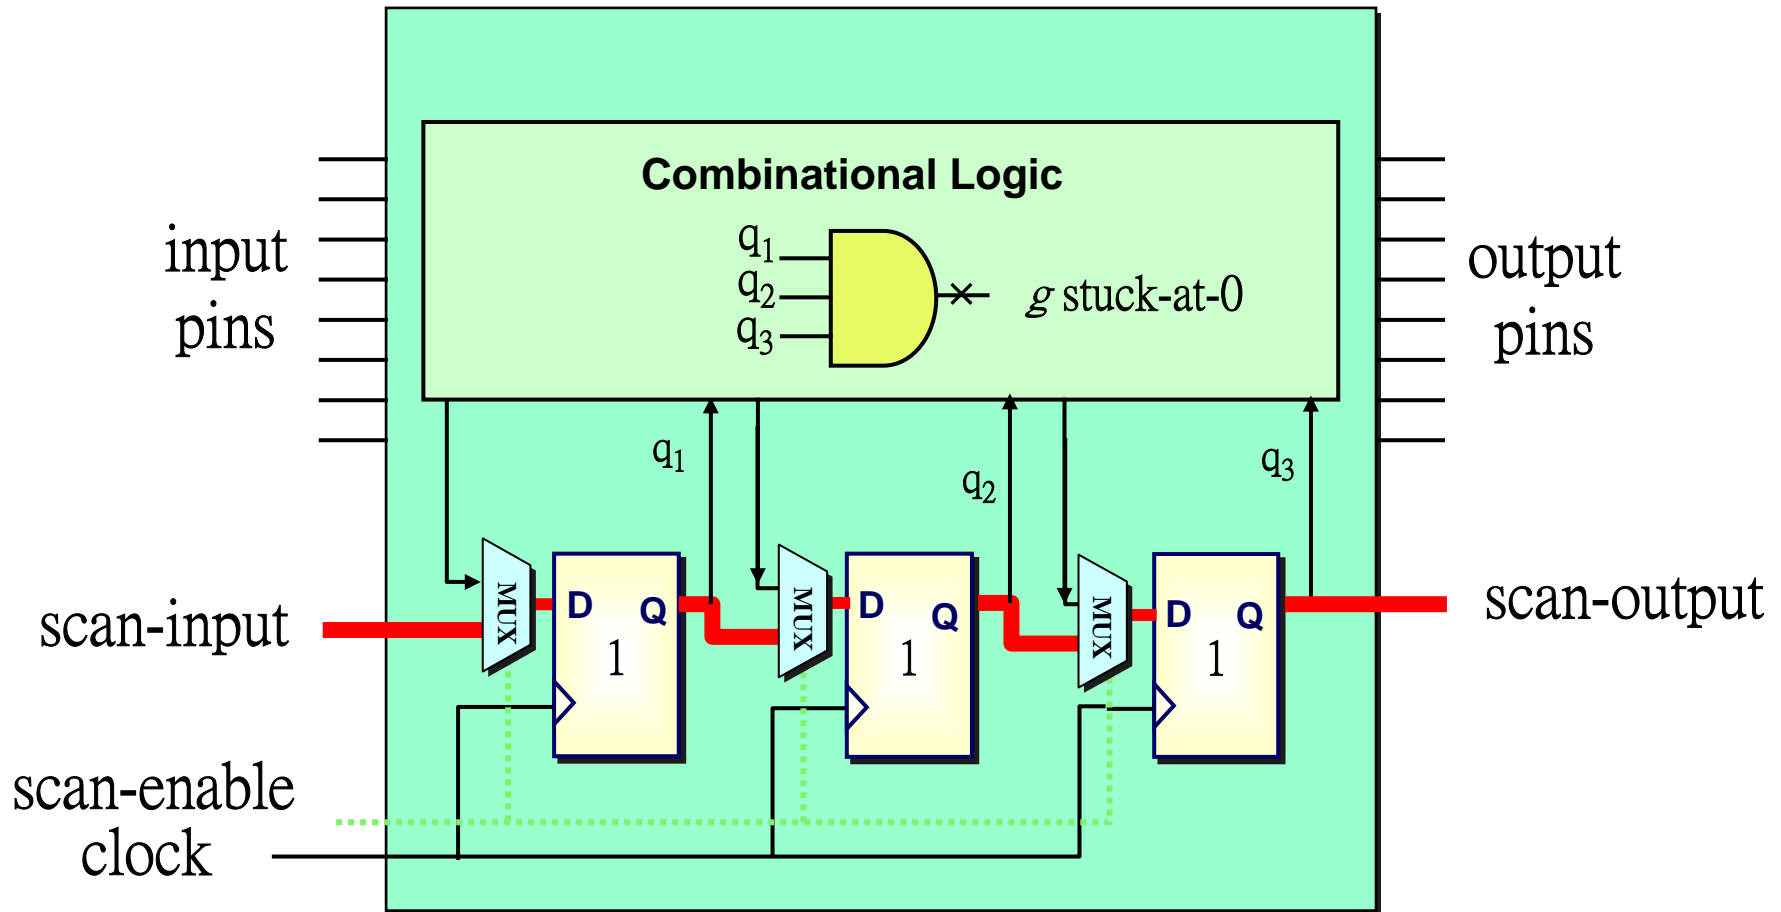 Combinational Logic
q1
q2
q3
g stuck-at-0
input
pins
output
pins
q1
q2
q3
MUX
D
Q
1
MUX
D
Q
1
MUX
D
Q
1
scan-input
scan-output
scan-enable
clock